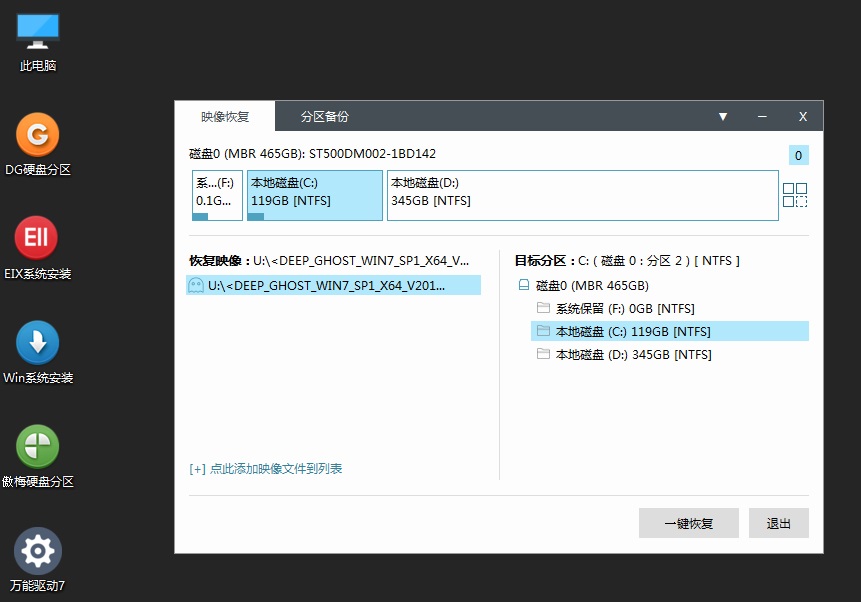 此电脑
DG硬盘分区
EIX系统安装
Win系统安装
傲梅硬盘分区
万能驱动7
映像恢复 分区备份 ▼ – X
磁盘0 (MBR 465GB): ST500DM002-1BD142
0
系...(F:)
0.1G...
本地磁盘(C:)
119GB [NTFS]
本地磁盘(D:)
345GB [NTFS]
恢复映像：U:\<DEEP_GHOST_WIN7_SP1_X64_V...
U:\<DEEP_GHOST_WIN7_SP1_X64_V201...
[+] 点此添加映像文件到列表
目标分区：C: ( 磁盘 0 : 分区 2 ) [ NTFS ]
磁盘0 (MBR 465GB)
系统保留 (F:) 0GB [NTFS]
本地磁盘 (C:) 119GB [NTFS]
本地磁盘 (D:) 345GB [NTFS]
一键恢复
退出